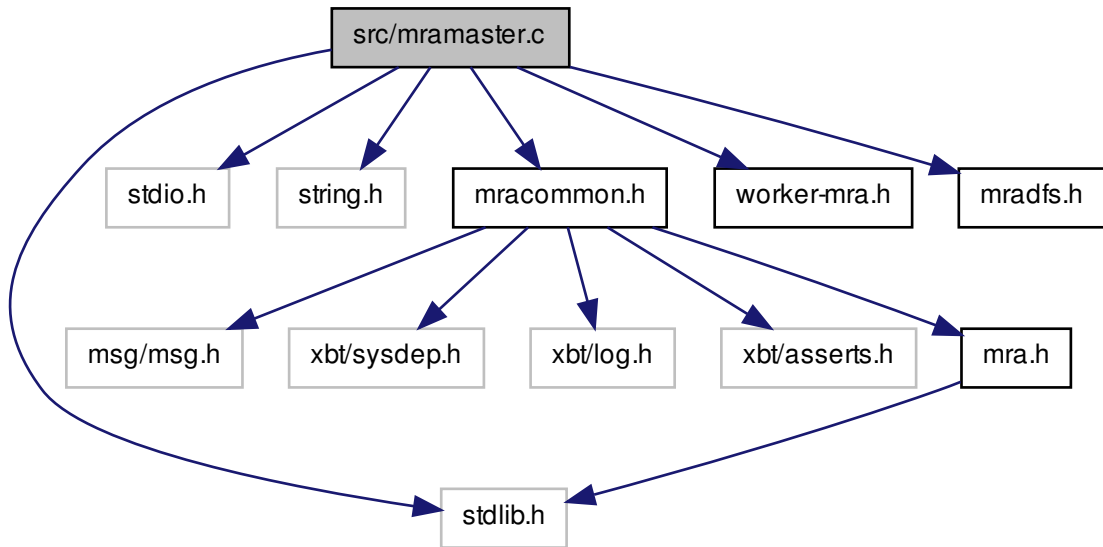 src/mramaster.c
stdio.h
string.h
mracommon.h
worker-mra.h
mradfs.h
msg/msg.h
xbt/sysdep.h
xbt/log.h
xbt/asserts.h
mra.h
stdlib.h